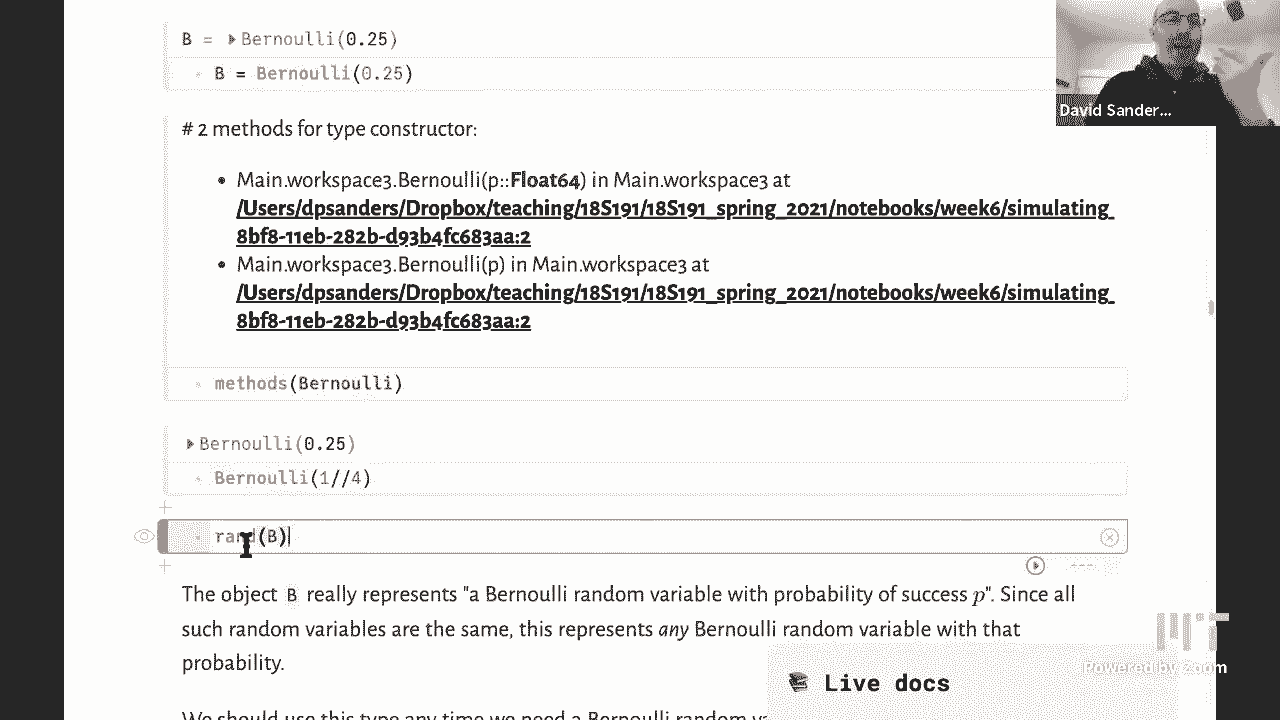 B = Bernoulli(0.25)
B = Bernoulli(0.25)
David Sander...
# 2 methods for type constructor:
Main.workspace3.Bernoulli(p::Float64) in Main.workspace3 at
/Users/dpsanders/Dropbox/teaching/18S191/18S191_spring_2021/notebooks/week6/simulating_
8bf8-11eb-282b-d93b4fc683aa:2
Main.workspace3.Bernoulli(p) in Main.workspace3 at
/Users/dpsanders/Dropbox/teaching/18S191/18S191_spring_2021/notebooks/week6/simulating_
8bf8-11eb-282b-d93b4fc683aa:2
methods(Bernoulli)
Bernoulli(0.25)
Bernoulli(1//4)
rand(B)
The object B really represents "a Bernoulli random variable with probability of success p". Since all
such random variables are the same, this represents any Bernoulli random variable with that
probability.
MIT
Powered by Zoom
Live docs
We should use this type any time we need a Bernoulli random